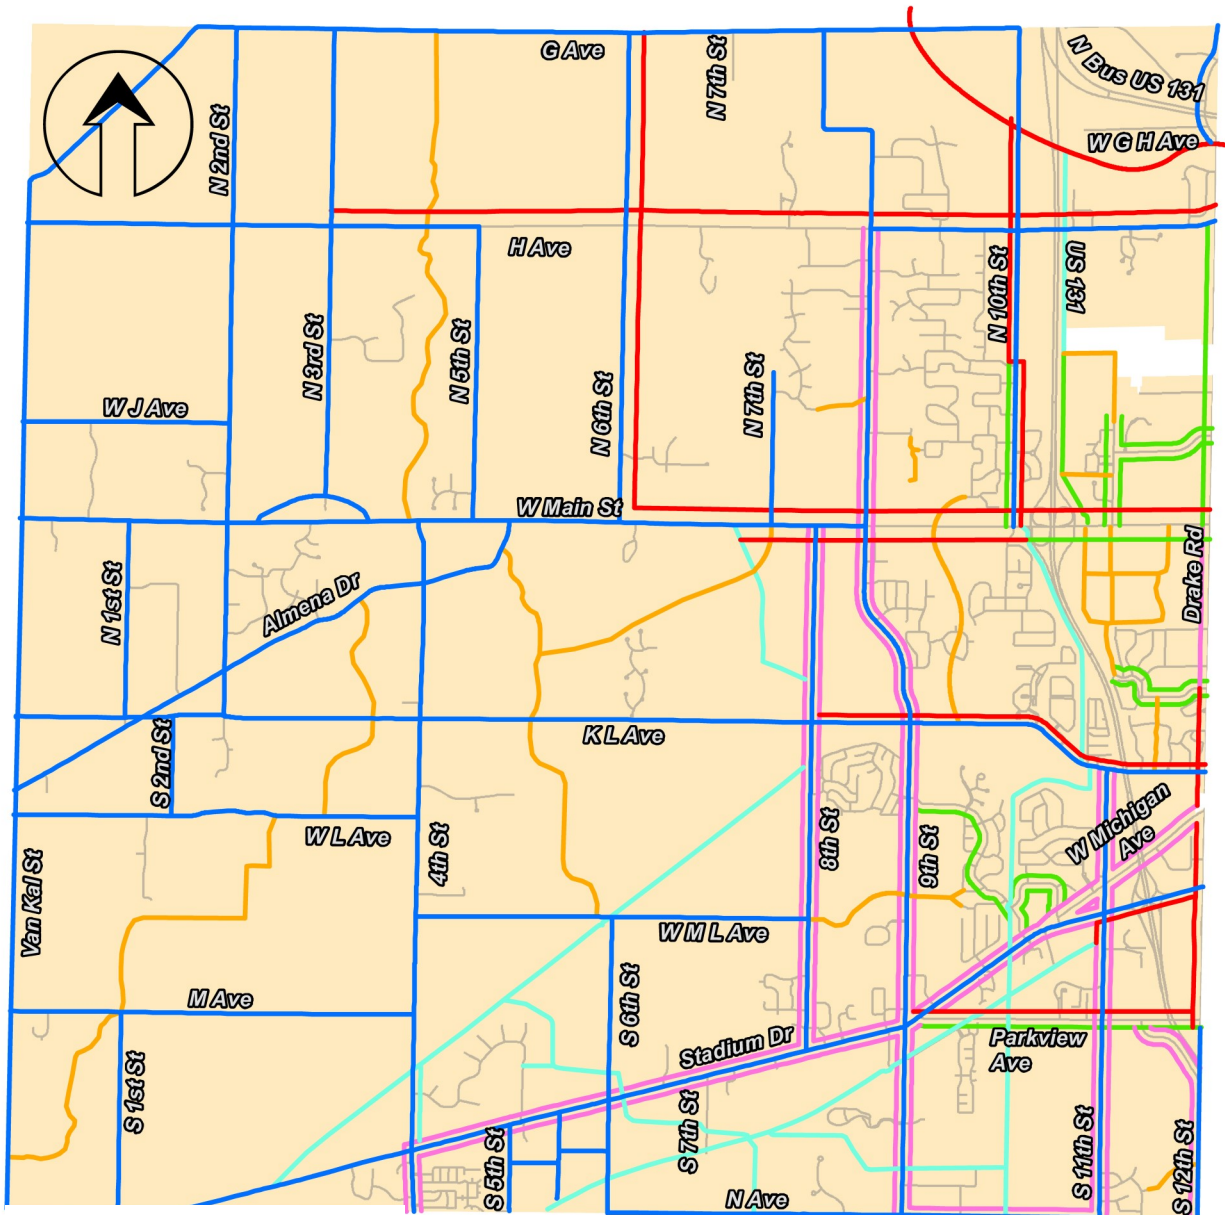 G Ave
N 7th St
N Bus US 131
W G H Ave
N 2nd St
H Ave
N 10th St
US 131
N 3rd St
N 5th St
N 6th St
N 7th St
W J Ave
W Main St
Drake Rd
N 1st St
Almena Dr
K L Ave
S 2nd St
W L Ave
4th St
8th St
9th St
W Michigan
Ave
Van Kal St
W M L Ave
M Ave
S 6th St
Stadium Dr
Parkview
Ave
S 1st St
S 5th St
S 7th St
S 11th St
S 12th St
N Ave